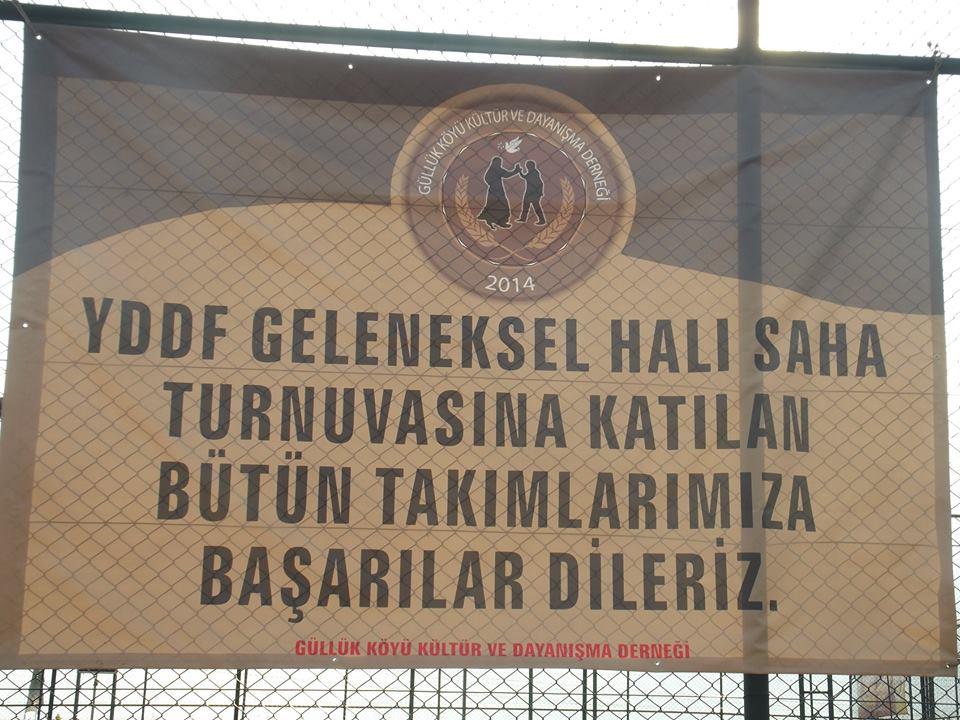 GÜLLÜK KÖYÜ KÜLTÜR VE DAYANIŞMA DERNEĞİ
2014
YDDF GELENEKSEL HALI SAHA
TURNUVASINA KATILAN
BÜTÜN TAKIMLARIMIZA
BAŞARILAR DİLERİZ.
GÜLLÜK KÖYÜ KÜLTÜR VE DAYANIŞMA DERNEĞİ